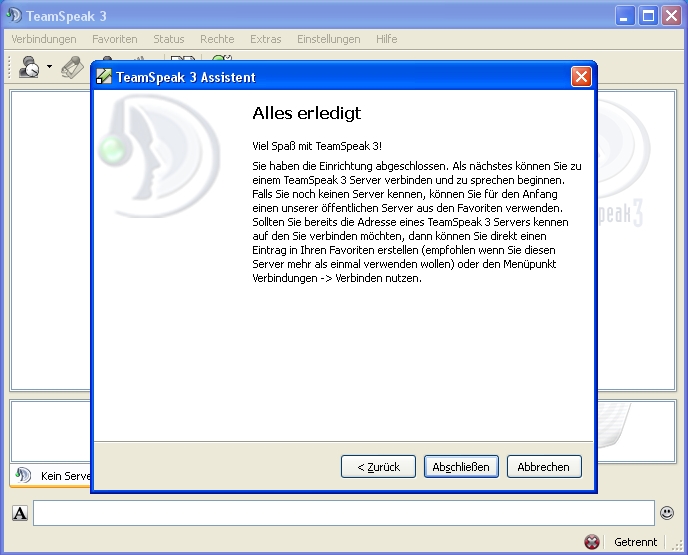 TeamSpeak 3
Verbindungen Favoriten Status Rechte Extras Einstellungen Hilfe
TeamSpeak 3 Assistent
Alles erledigt
Viel Spaß mit TeamSpeak 3!
Sie haben die Einrichtung abgeschlossen. Als nächstes können Sie zu
einem TeamSpeak 3 Server verbinden und zu sprechen beginnen.
Falls Sie noch keinen Server kennen, können Sie für den Anfang
einen unserer öffentlichen Server aus den Favoriten verwenden.
Sollten Sie bereits die Adresse eines TeamSpeak 3 Servers kennen
auf den Sie verbinden möchten, dann können Sie direkt einen
Eintrag in Ihren Favoriten erstellen (empfohlen wenn Sie diesen
Server mehr als einmal verwenden wollen) oder den Menüpunkt
Verbindungen -> Verbinden nutzen.
peak3
< Zurück Abschließen Abbrechen
Kein Serve
A
Getrennt